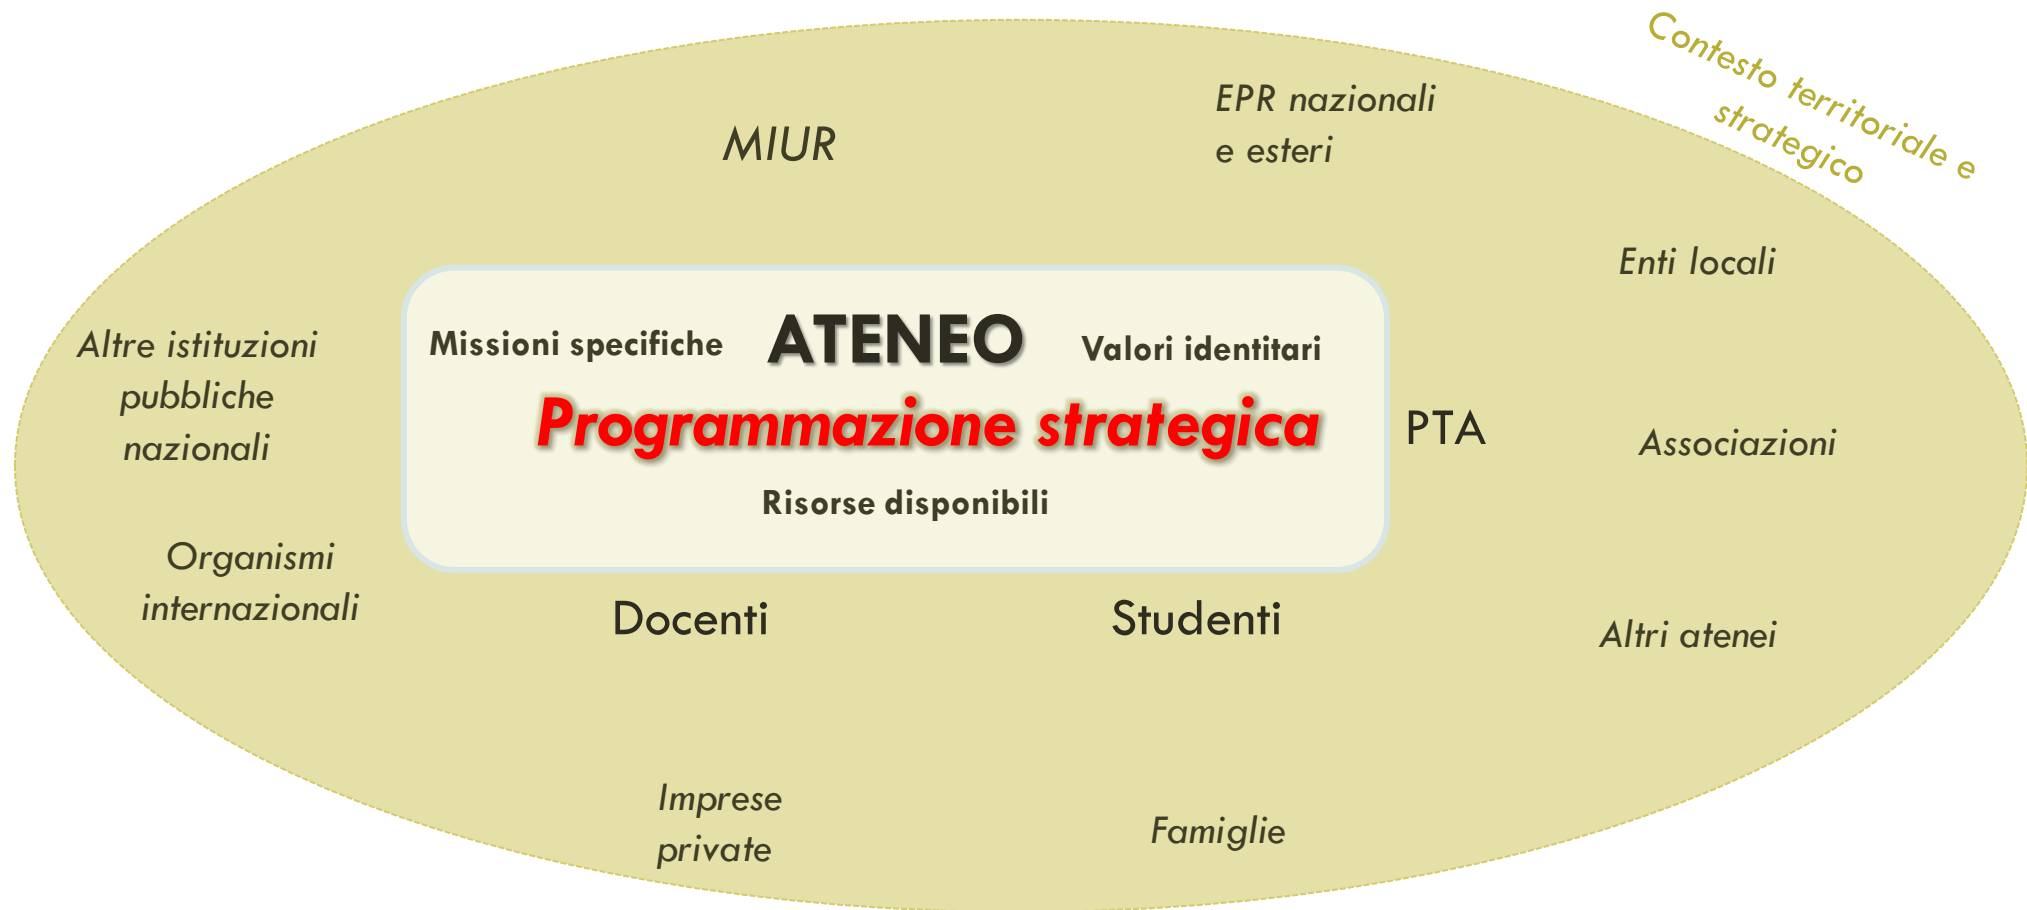 Contesto territoriale e
strategico
MIUR
EPR nazionali
e esteri
Enti locali
Altre istituzioni
pubbliche
nazionali
Missioni specifiche
ATENEO
Valori identitari
Programmazione strategica
Risorse disponibili
PTA
Associazioni
Organismi
internazionali
Docenti
Studenti
Altri atenei
Imprese
private
Famiglie